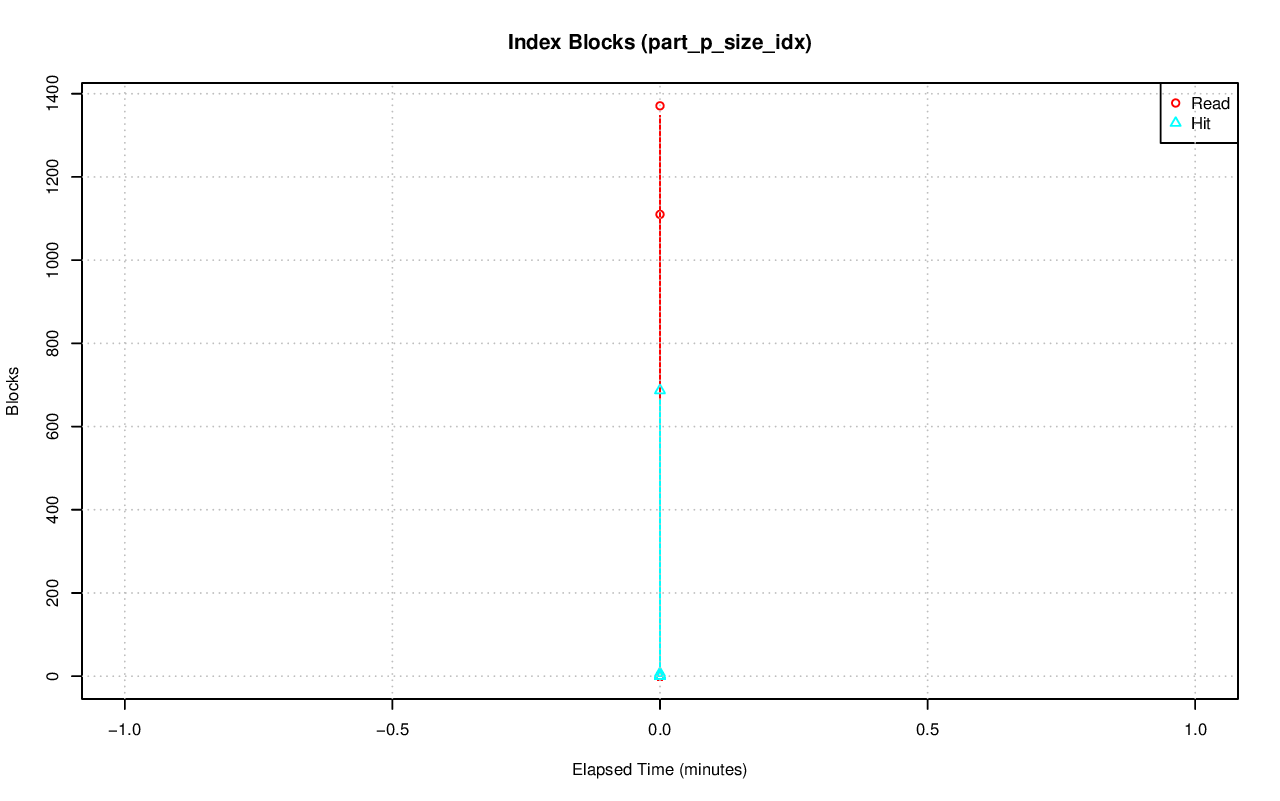 Index Blocks (part_p_size_idx)
Read
Hit
1400
1200
1000
800
600
400
200
0
Blocks
−1.0
−0.5
0.0
0.5
1.0
Elapsed Time (minutes)